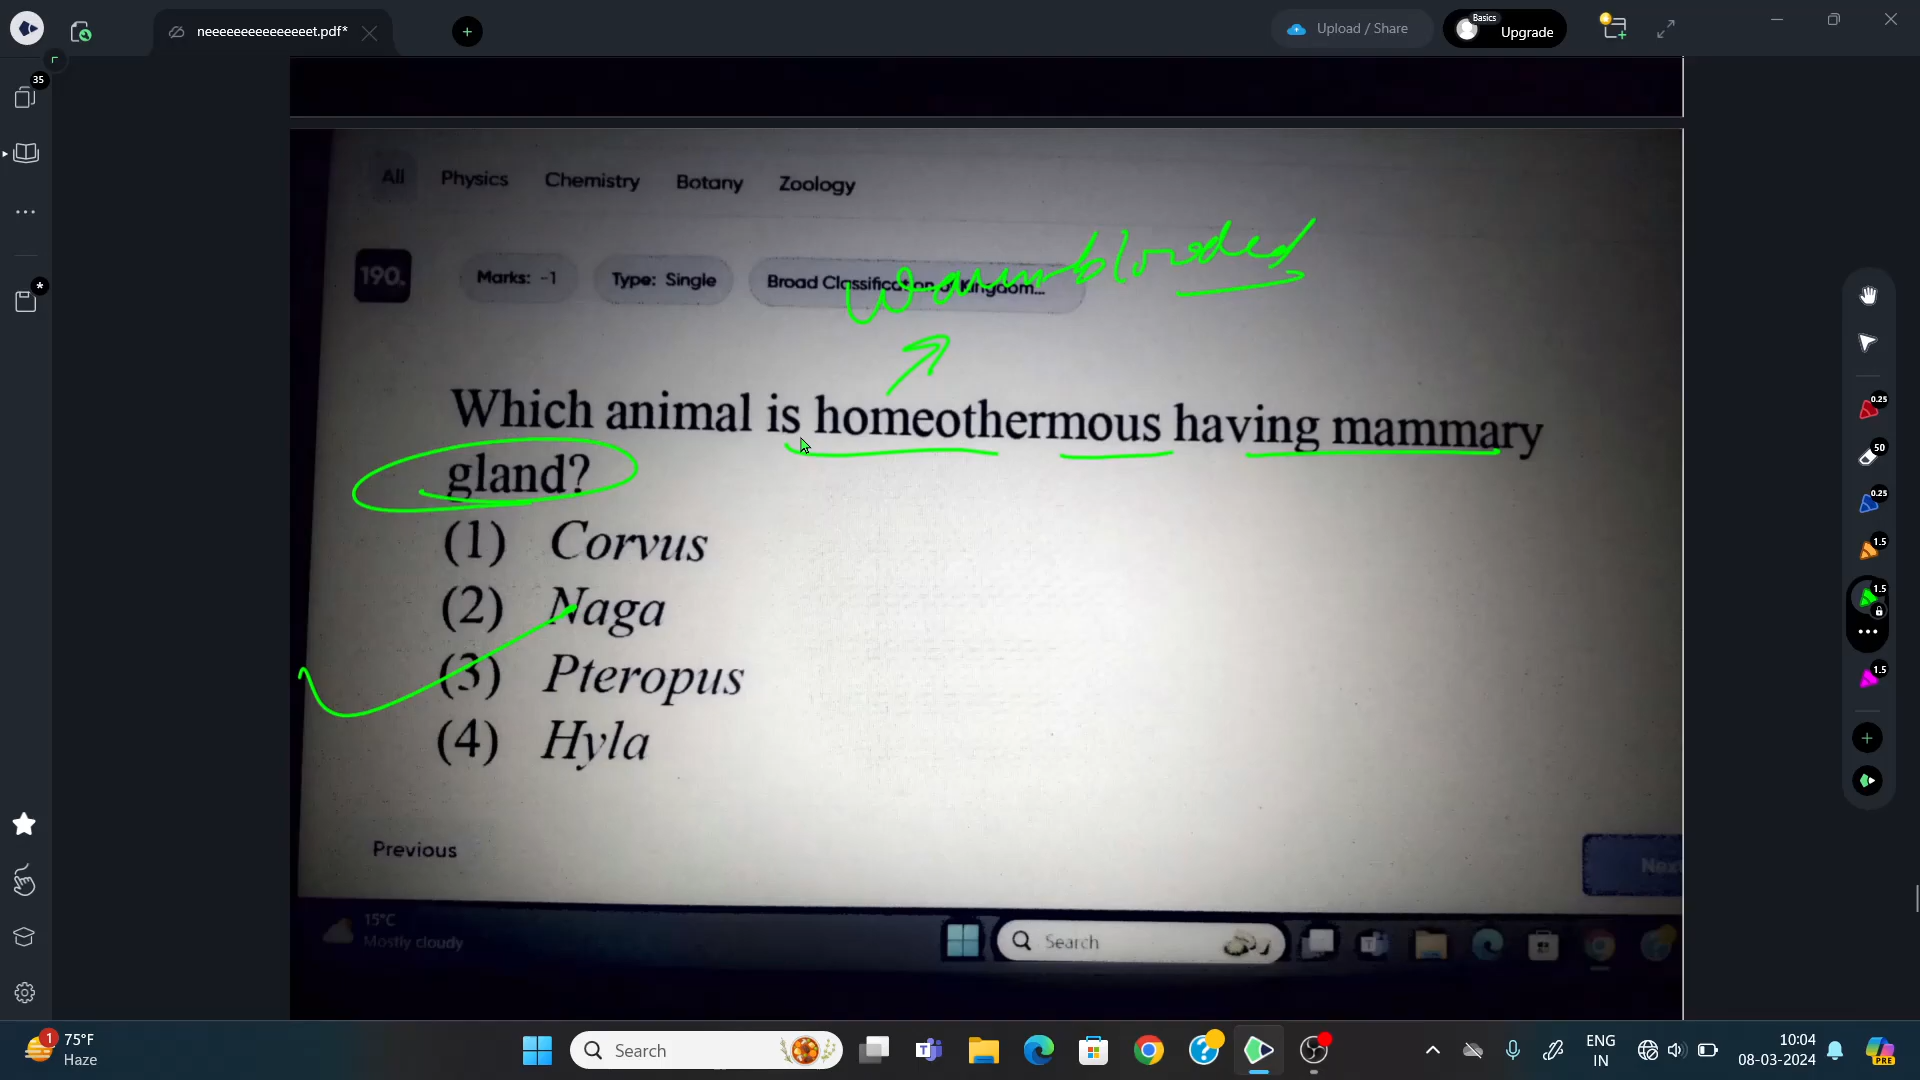 neeeeeeeeeeeeeeet.pdf*
Upload / Share
Basics
Upgrade
35
All Physics Chemistry Botany Zoology
190. Marks: -1 Type: Single Broad Classification of Kingdom...
warm blooded
Which animal is homeothermous having mammary
gland?
(1) Corvus
(2) Naga
(3) Pteropus
(4) Hyla
Previous
Next
15°C
Mostly cloudy
Search
0.25
50
0.25
1.5
1.5
1.5
1
75°F
Haze
Search
ENG
IN
10:04
08-03-2024
PRE